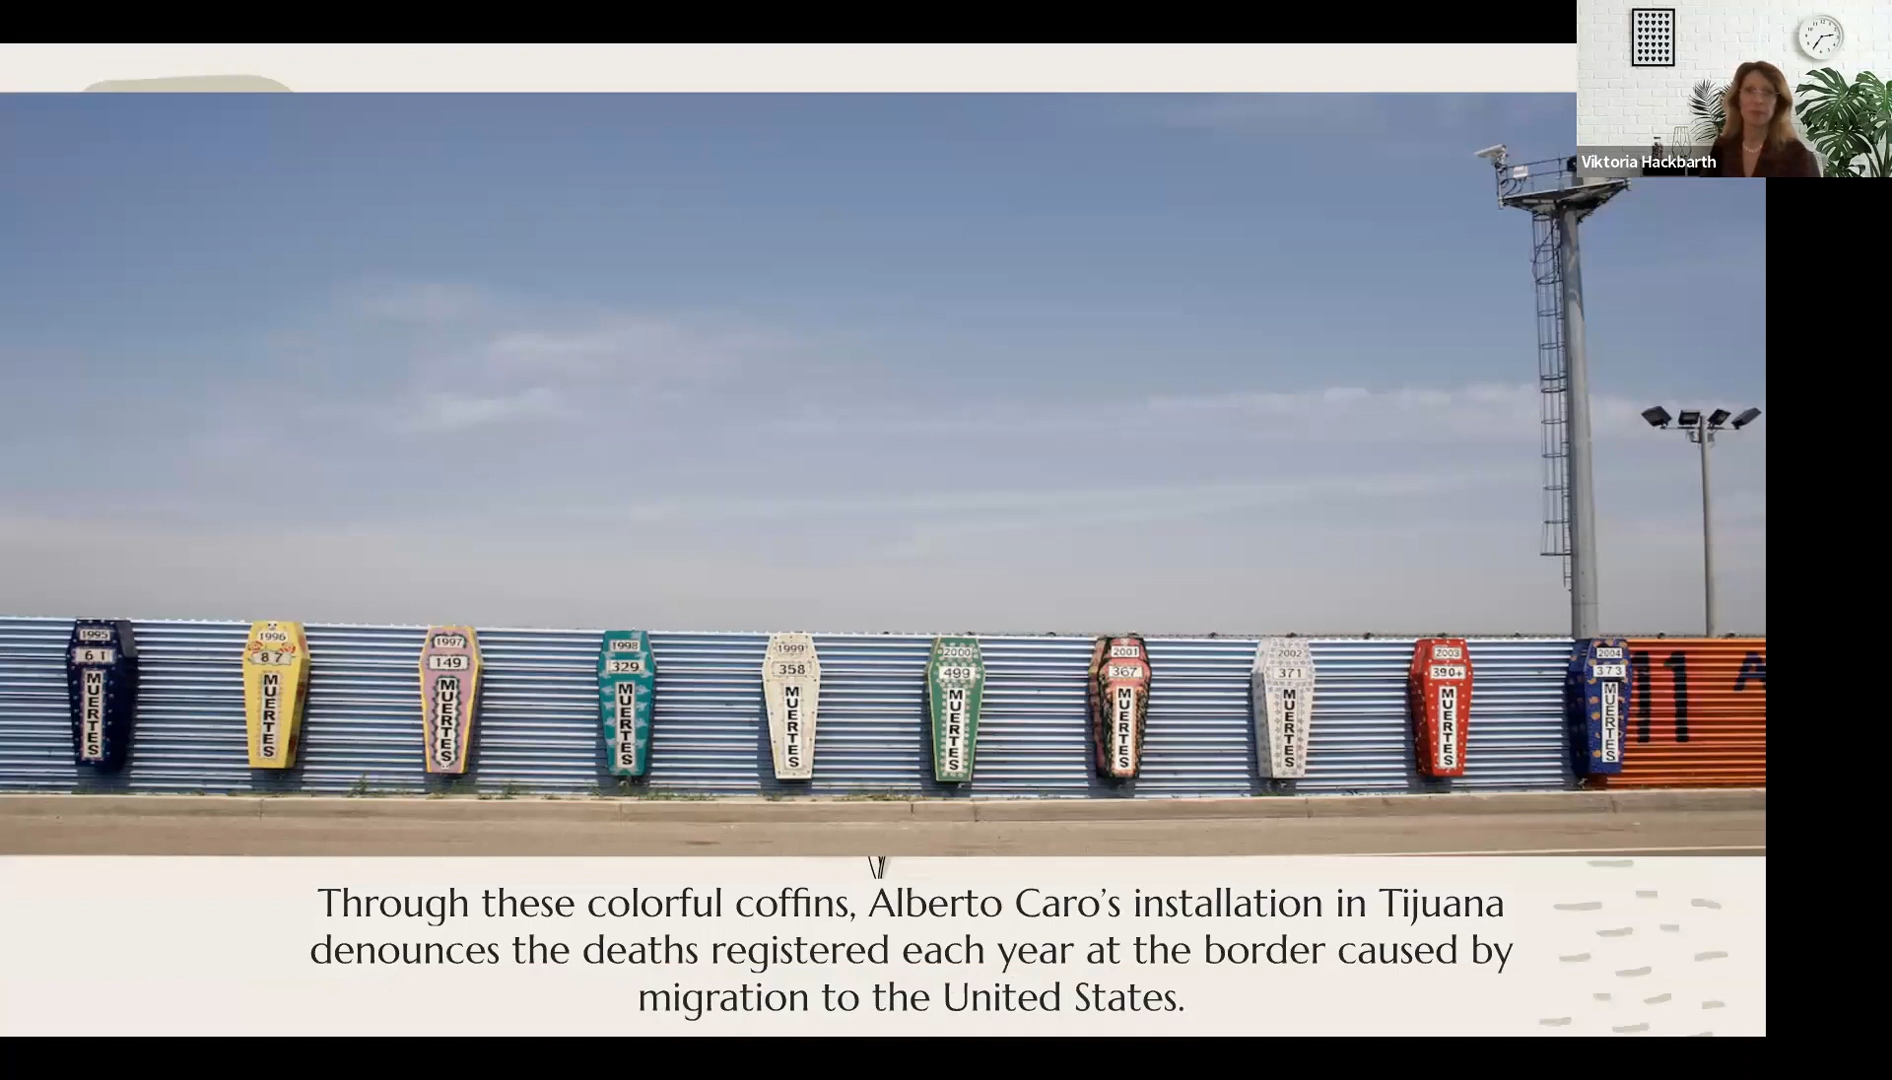 Viktoria Hackbarth
1995
61
MUERTES
1996
87
MUERTES
1997
149
MUERTES
1998
329
MUERTES
1999
358
MUERTES
2000
499
MUERTES
2001
367
MUERTES
2002
371
MUERTES
2003
390+
MUERTES
2004
373
MUERTES
Through these colorful coffins, Alberto Caro’s installation in Tijuana
denounces the deaths registered each year at the border caused by
migration to the United States.